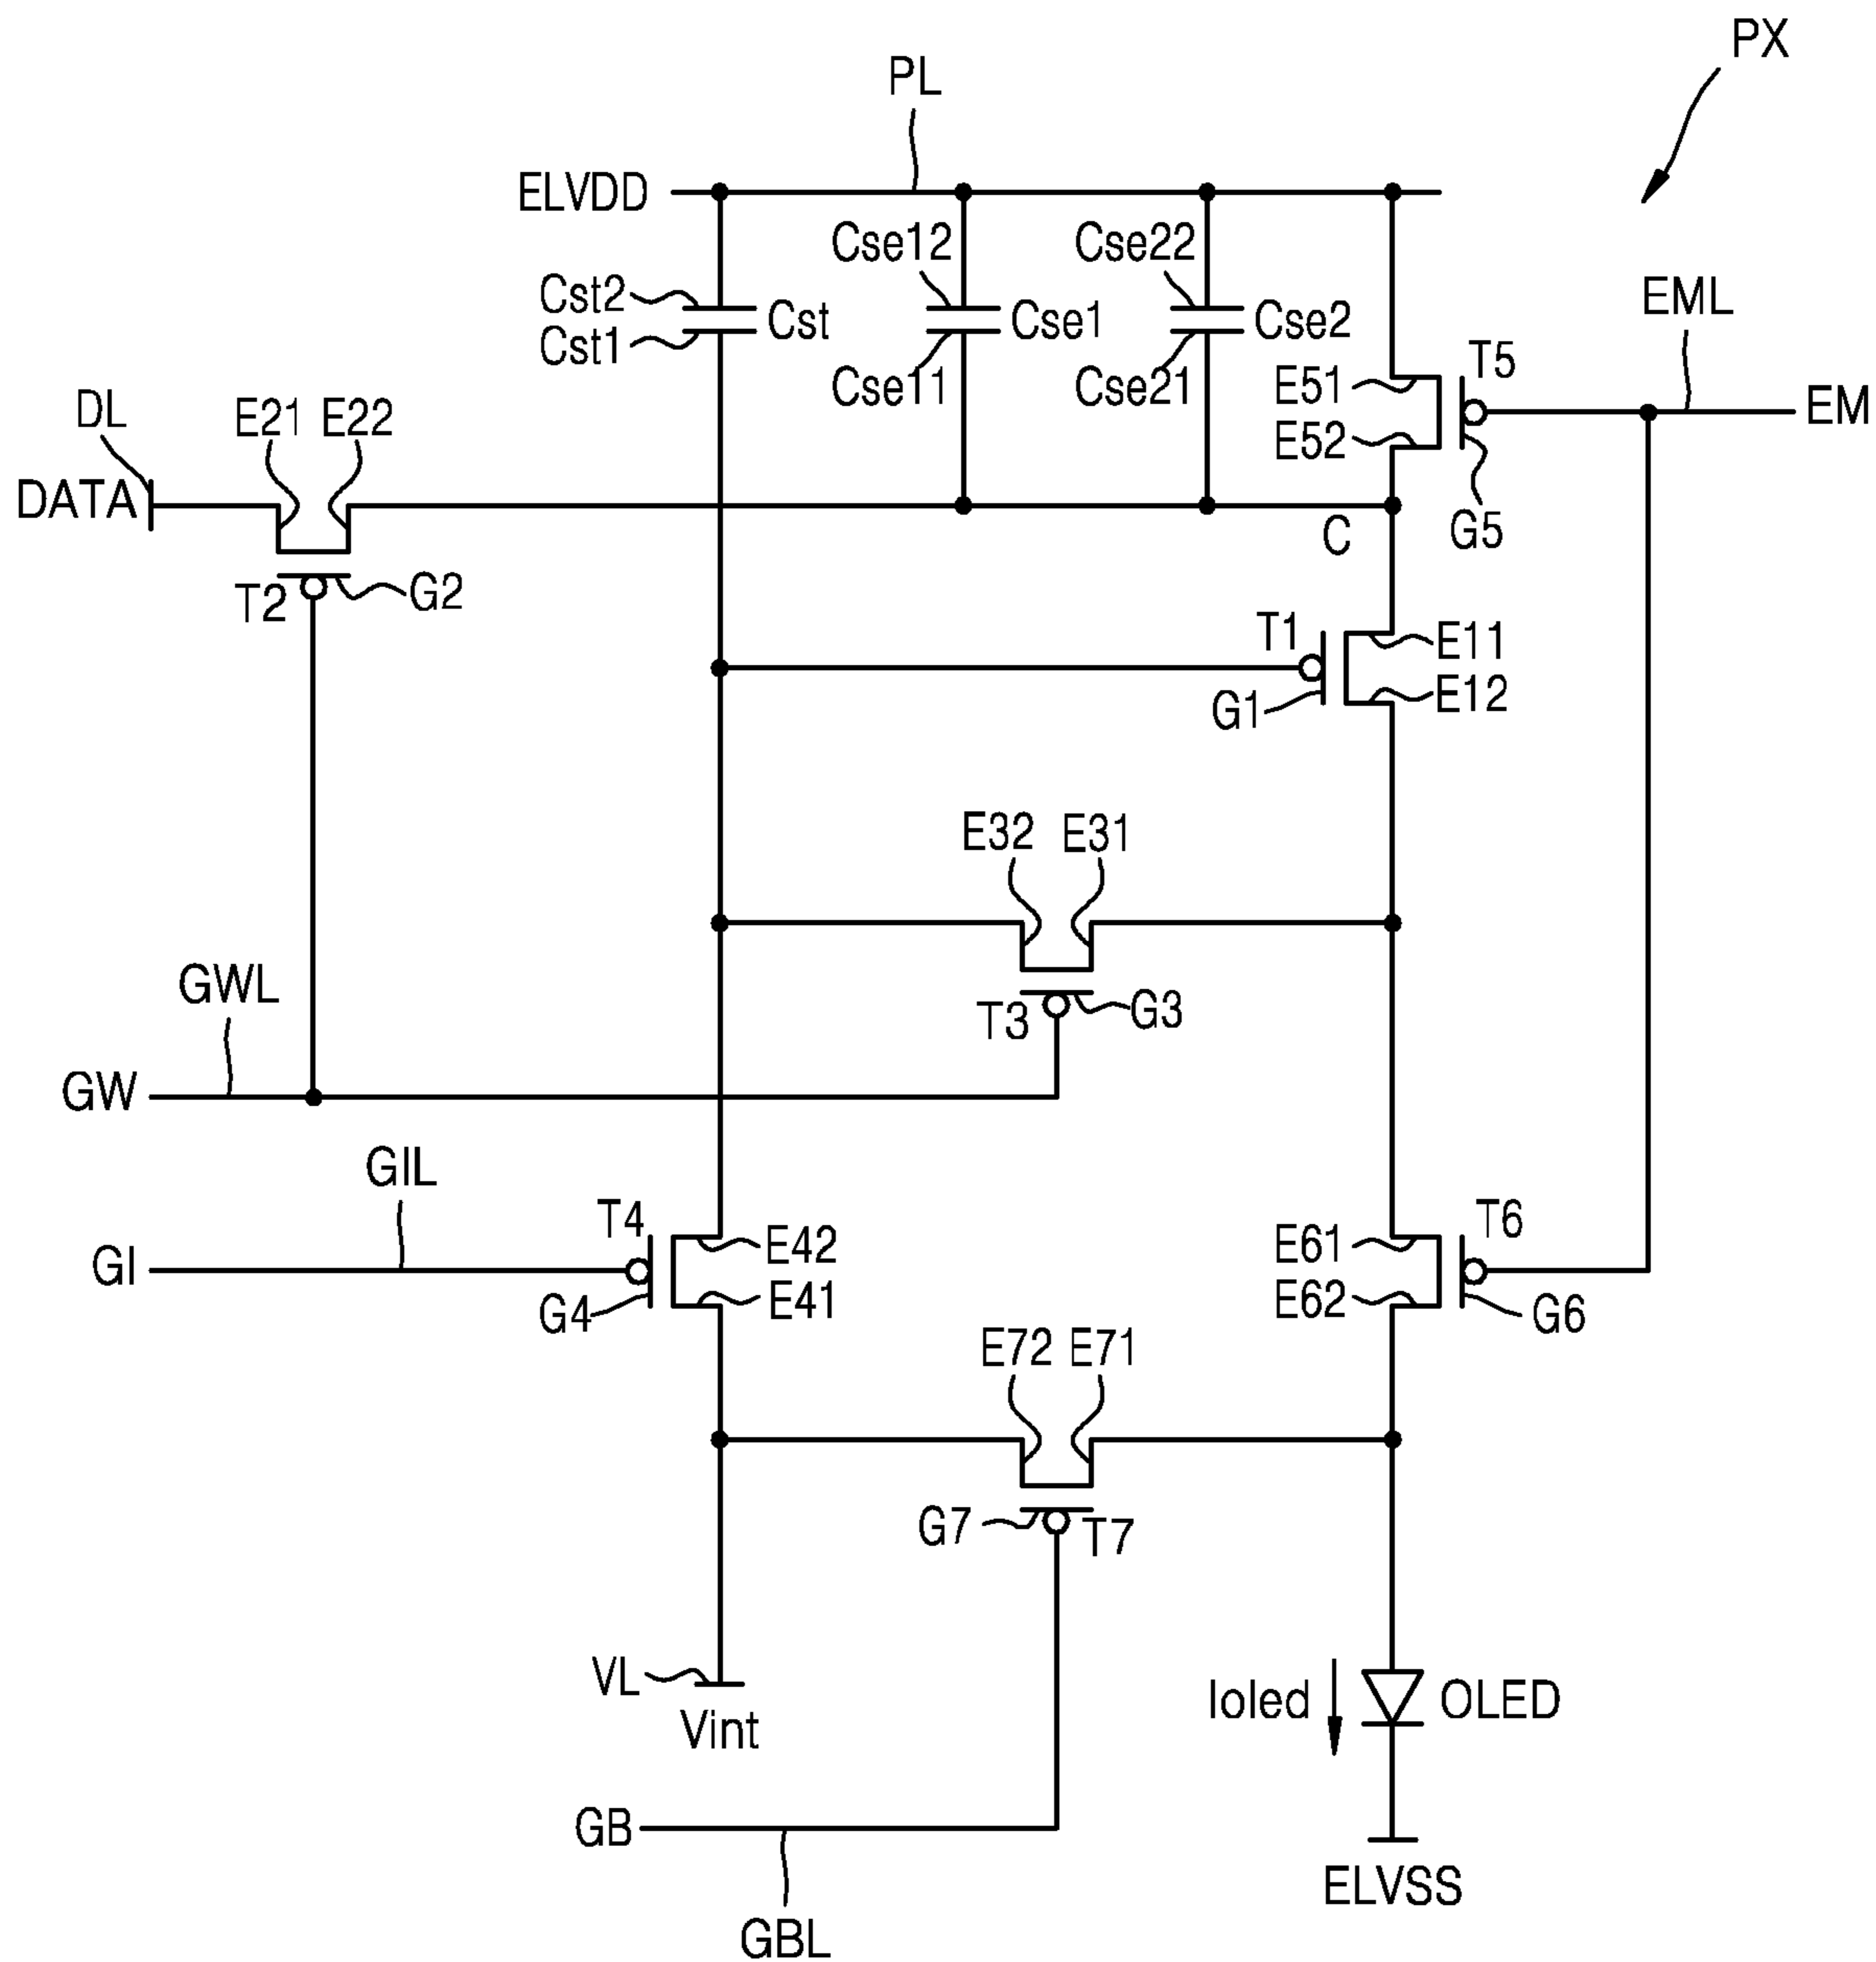 PX
PL
ELVDD
Cse12
Cse22
Cst2
Cst
Cse1
Cse2
EML
Cst1
Cse11
Cse21
E51
T5
DL
E21
E22
E52
EM
DATA
C
G5
T2
G2
T1
E11
G1
E12
E32
E31
GWL
T3
G3
GW
GIL
T4
E42
E61
T6
GI
G4
E41
E62
G6
E72
E71
G7
T7
VL
Vint
Ioled
OLED
GB
ELVSS
GBL